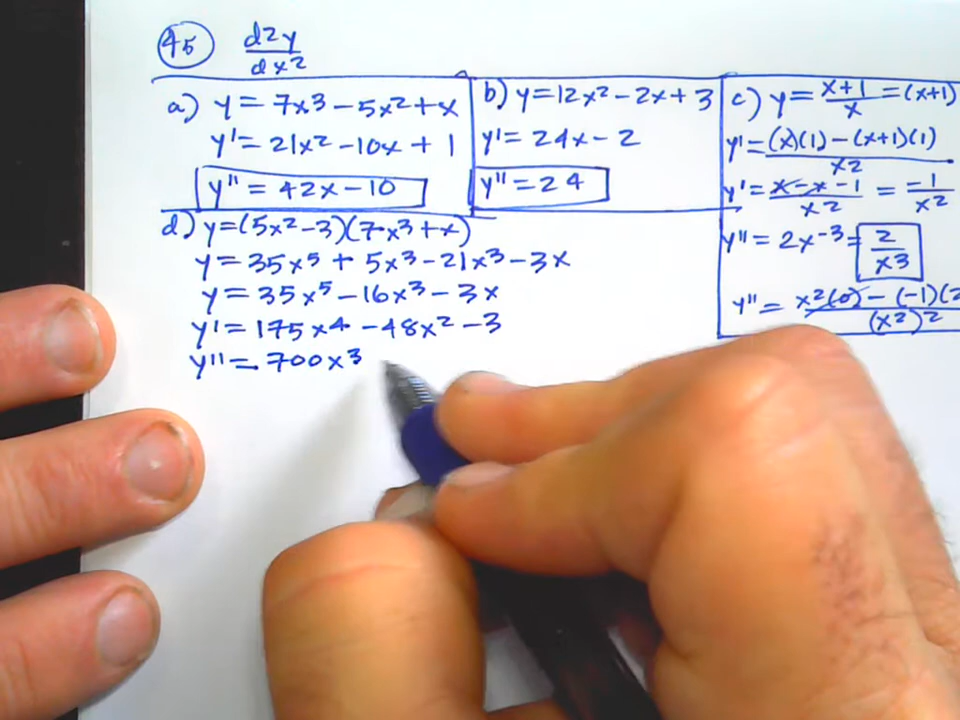 45 d2y/dx2
a) y = 7x³ - 5x² + x
y' = 21x² - 10x + 1
y'' = 42x - 10
b) y = 12x² - 2x + 3
y' = 24x - 2
y'' = 24
c) y = x+1/x = (x+1)
y' = (x)(1) - (x+1)(1)/x2
y' = x - x - 1/x2 = -1/x²
y'' = 2x⁻³ = 2/x3
y'' = x²(0) - (-1)(2/(x²)²
d) y = (5x² - 3)(7x³ + x)
y = 35x⁵ + 5x³ - 21x³ - 3x
y = 35x⁵ - 16x³ - 3x
y' = 175x⁴ - 48x² - 3
y'' = 700x³